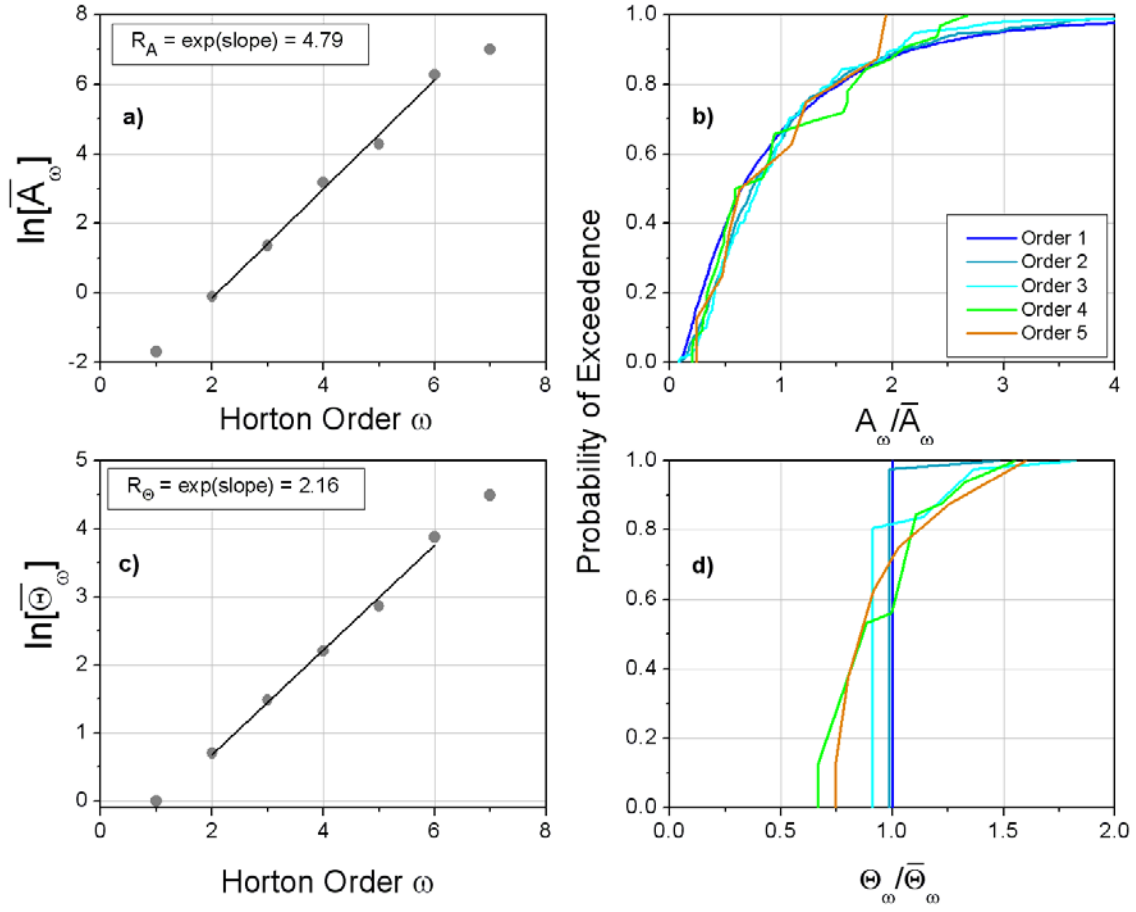 R_A = exp(slope) = 4.79
a)
ln[A̅_ω]
8
6
4
2
0
-2
0 2 4 6 8
Horton Order ω
b)
Probability of Exceedence
1.0
0.8
0.6
0.4
0.2
0.0
Order 1
Order 2
Order 3
Order 4
Order 5
0 1 2 3 4
A_ω/A̅_ω
R_Θ = exp(slope) = 2.16
c)
ln[Θ̅_ω]
5
4
3
2
1
0
0 2 4 6 8
Horton Order ω
d)
1.0
0.8
0.6
0.4
0.2
0.0
0.0 0.5 1.0 1.5 2.0
Θ_ω/Θ̅_ω